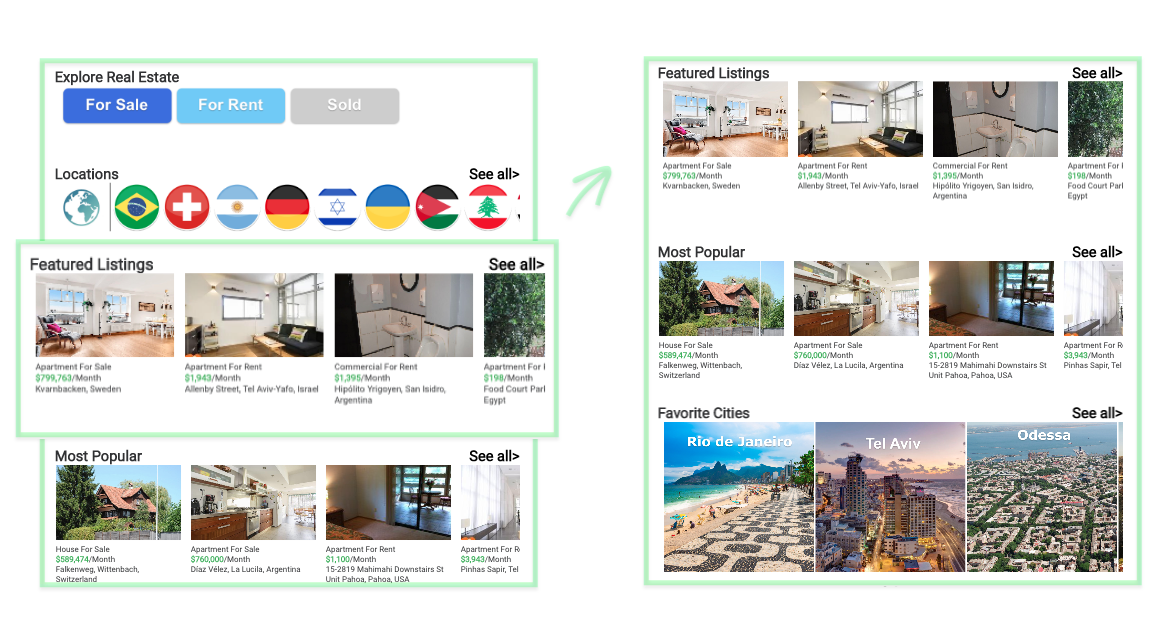 Explore Real Estate
For Sale
For Rent
Sold
Locations
See all>
Featured Listings
See all>
Apartment For Sale
$799,763/Month
Kvarnbacken, Sweden
Apartment For Rent
$1,943/Month
Allenby Street, Tel Aviv-Yafo, Israel
Commercial For Rent
$1,395/Month
Hipólito Yrigoyen, San Isidro,
Argentina
Apartment For
$198/Month
Food Court Par
Egypt
Most Popular
See all>
House For Sale
$589,474/Month
Falkenweg, Wittenbach,
Switzerland
Apartment For Sale
$760,000/Month
Díaz Vélez, La Lucila, Argentina
Apartment For Rent
$1,100/Month
15-2819 Mahimahi Downstairs St
Unit Pahoa, Pahoa, USA
Apartment For R
$3,943/Month
Pinhas Sapir, Tel
Featured Listings
See all>
Apartment For Sale
$799,763/Month
Kvarnbacken, Sweden
Apartment For Rent
$1,943/Month
Allenby Street, Tel Aviv-Yafo, Israel
Commercial For Rent
$1,395/Month
Hipólito Yrigoyen, San Isidro,
Argentina
Apartment For
$198/Month
Food Court Par
Egypt
Most Popular
See all>
House For Sale
$589,474/Month
Falkenweg, Wittenbach,
Switzerland
Apartment For Sale
$760,000/Month
Díaz Vélez, La Lucila, Argentina
Apartment For Rent
$1,100/Month
15-2819 Mahimahi Downstairs St
Unit Pahoa, Pahoa, USA
Apartment For R
$3,943/Month
Pinhas Sapir, Tel
Favorite Cities
See all>
Rio de Janeiro
Tel Aviv
Odessa